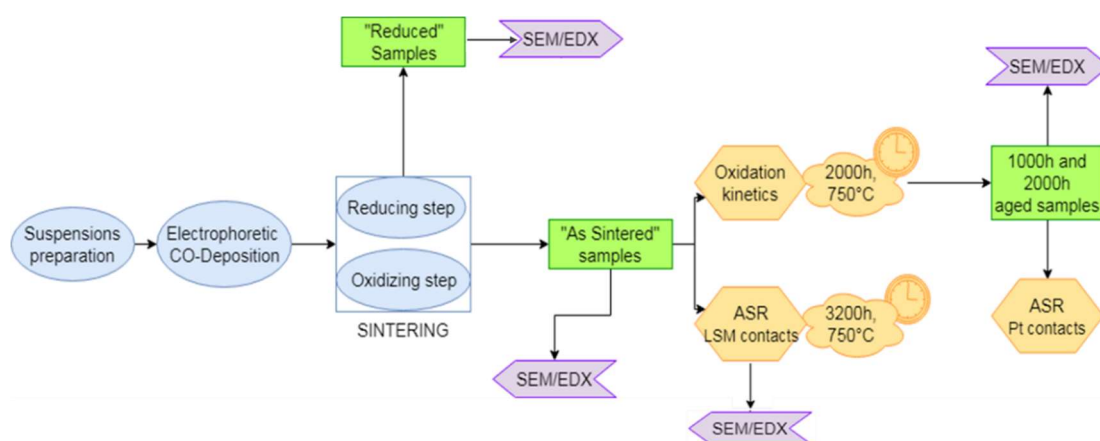 "Reduced"
Samples
SEM/EDX
SEM/EDX
Suspensions
preparation
Electrophoretic
CO-Deposition
Reducing step
Oxidizing step
SINTERING
"As Sintered"
samples
SEM/EDX
Oxidation
kinetics
2000h,
750°C
ASR
LSM contacts
3200h,
750°C
SEM/EDX
1000h and
2000h
aged samples
ASR
Pt contacts